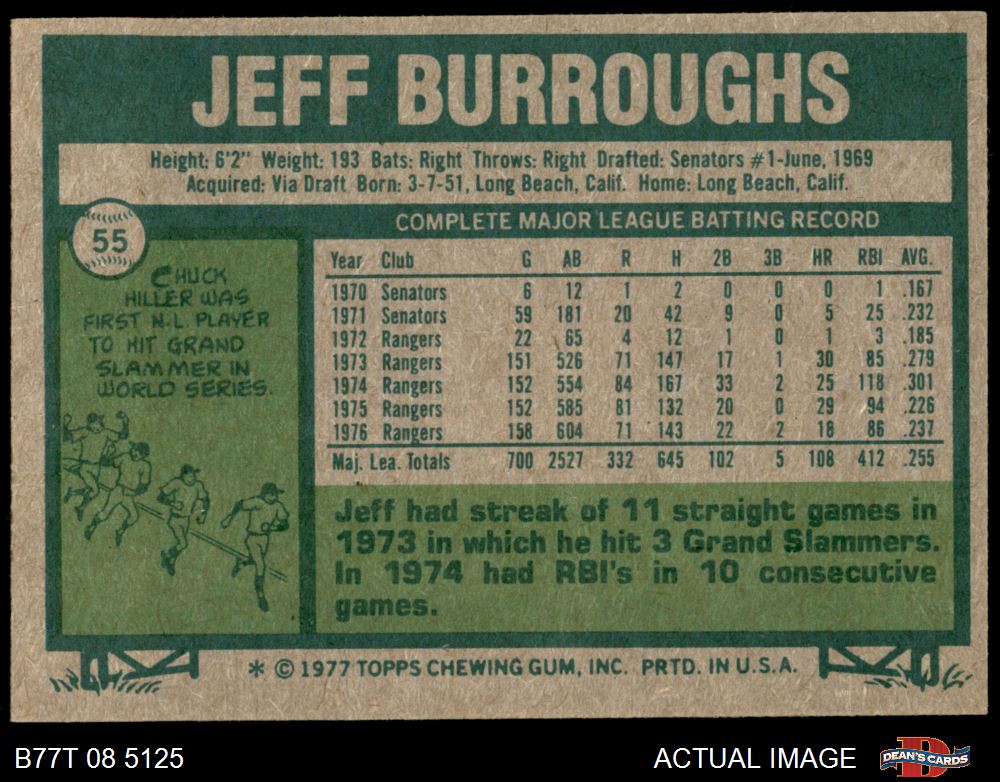 JEFF BURROUGHS
Height: 6'2" Weight: 193 Bats: Right Throws: Right Drafted: Senators #1-June, 1969
Acquired: Via Draft Born: 3-7-51, Long Beach, Calif. Home: Long Beach, Calif.
55
CHUCK
HILLER WAS
FIRST N.L. PLAYER
TO HIT GRAND
SLAMMER IN
WORLD SERIES.
COMPLETE MAJOR LEAGUE BATTING RECORD
Year Club G AB R H 2B 3B HR RBI AVG.
1970 Senators 6 12 1 2 0 0 0 1 .167
1971 Senators 59 181 20 42 9 0 5 25 .232
1972 Rangers 22 65 4 12 1 0 1 3 .185
1973 Rangers 151 526 71 147 17 1 30 85 .279
1974 Rangers 152 554 84 167 33 2 25 118 .301
1975 Rangers 152 585 81 132 20 0 29 94 .226
1976 Rangers 158 604 71 143 22 2 18 86 .237
Maj. Lea. Totals 700 2527 332 645 102 5 108 412 .255
Jeff had streak of 11 straight games in
1973 in which he hit 3 Grand Slammers.
In 1974 had RBI's in 10 consecutive
games.
* © 1977 TOPPS CHEWING GUM, INC. PRTD. IN U.S.A.
B77T 08 5125
ACTUAL IMAGE
D
DEAN'S CARDS